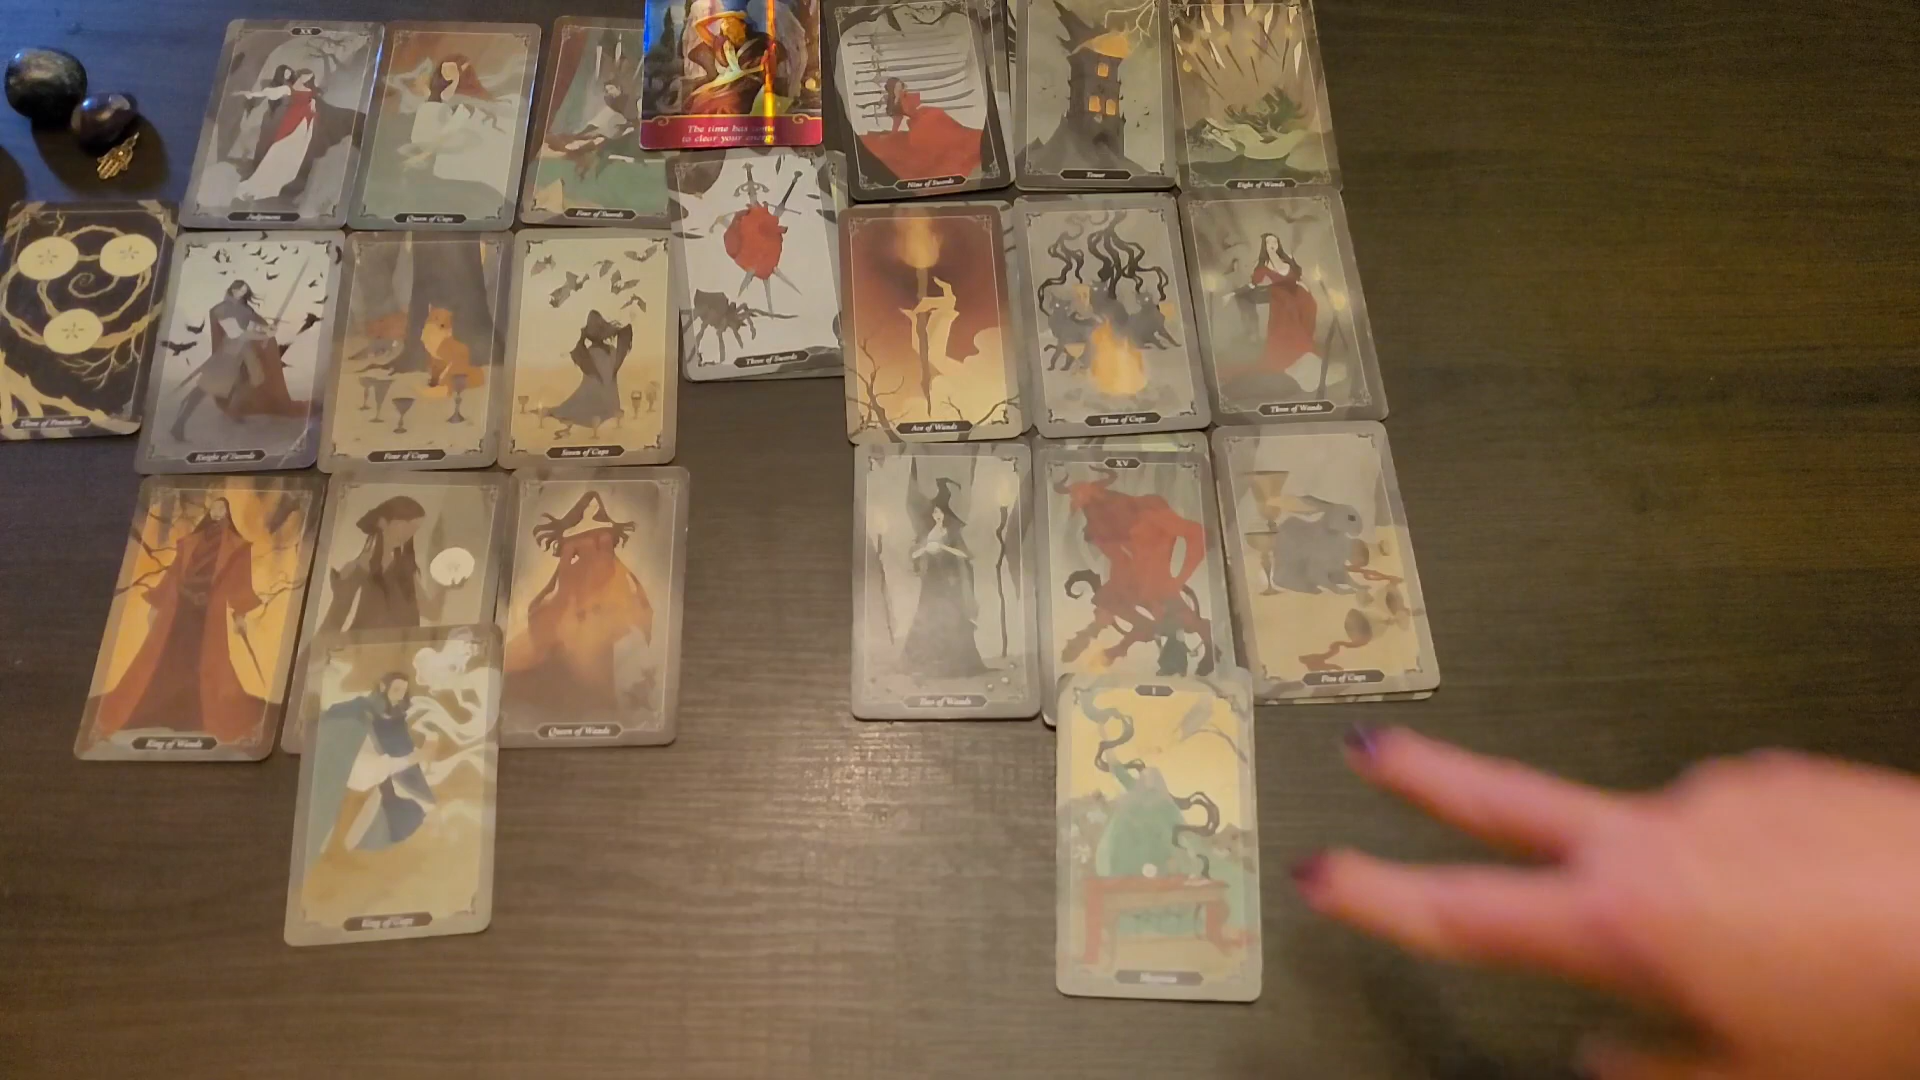 XX
Judgement
Queen of Cups
Four of Swords
The time has come
to clear your energy
Nine of Swords
Tower
Eight of Wands
Three of Pentacles
Knight of Swords
Four of Cups
Seven of Cups
Three of Swords
Ace of Wands
Three of Cups
Three of Wands
King of Wands
Queen of Wands
Two of Wands
XV
Five of Cups
King of Cups
I